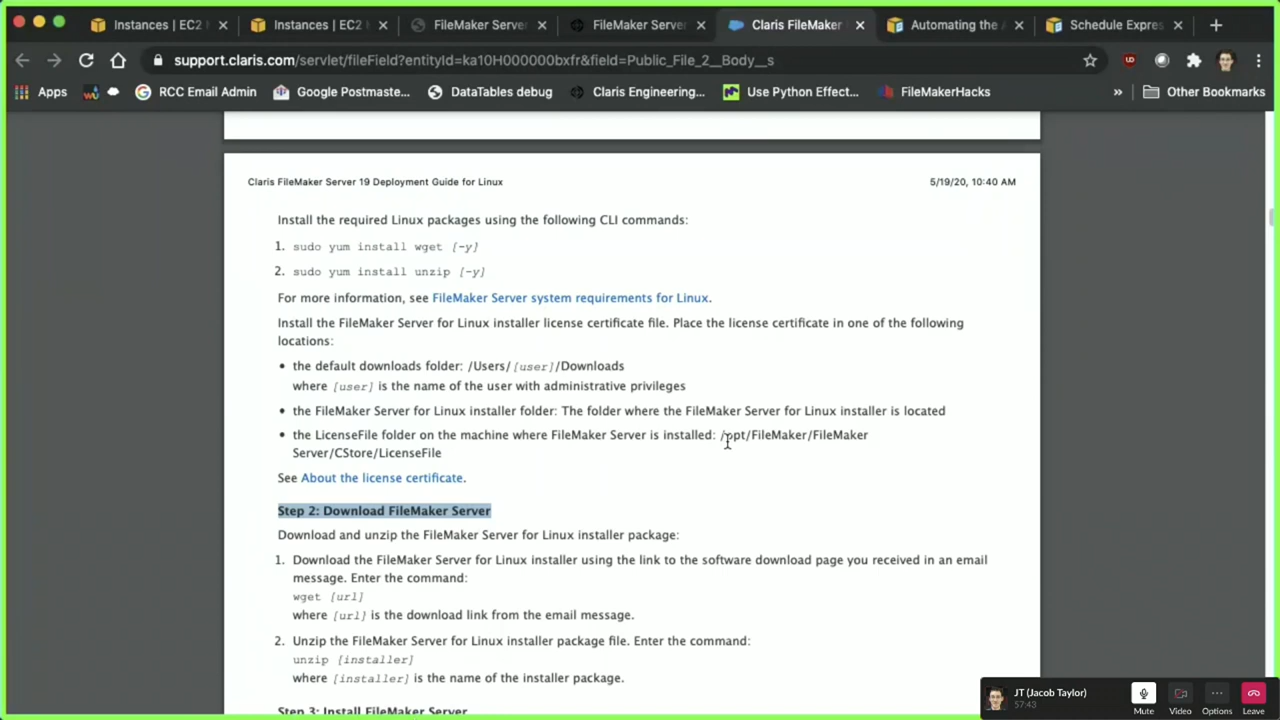 Instances | EC2
Instances | EC2
FileMaker Server
FileMaker Server
Claris FileMaker
Automating the A
Schedule Expres
support.claris.com/servlet/fileField?entityId=ka10H000000bxfr&field=Public_File_2__Body__s
Apps
RCC Email Admin
Google Postmaste...
DataTables debug
Claris Engineering...
Use Python Effect...
FileMakerHacks
»
Other Bookmarks
Claris FileMaker Server 19 Deployment Guide for Linux
5/19/20, 10:40 AM
Install the required Linux packages using the following CLI commands:
1. sudo yum install wget [-y]
2. sudo yum install unzip [-y]
For more information, see FileMaker Server system requirements for Linux.
Install the FileMaker Server for Linux installer license certificate file. Place the license certificate in one of the following
locations:
• the default downloads folder: /Users/[user]/Downloads
where [user] is the name of the user with administrative privileges
• the FileMaker Server for Linux installer folder: The folder where the FileMaker Server for Linux installer is located
• the LicenseFile folder on the machine where FileMaker Server is installed: /opt/FileMaker/FileMaker
Server/CStore/LicenseFile
See About the license certificate.
Step 2: Download FileMaker Server
Download and unzip the FileMaker Server for Linux installer package:
1. Download the FileMaker Server for Linux installer using the link to the software download page you received in an email
message. Enter the command:
wget [url]
where [url] is the download link from the email message.
2. Unzip the FileMaker Server for Linux installer package file. Enter the command:
unzip [installer]
where [installer] is the name of the installer package.
Step 3: Install FileMaker Server
JT (Jacob Taylor)
57:43
Mute
Video
Options
Leave